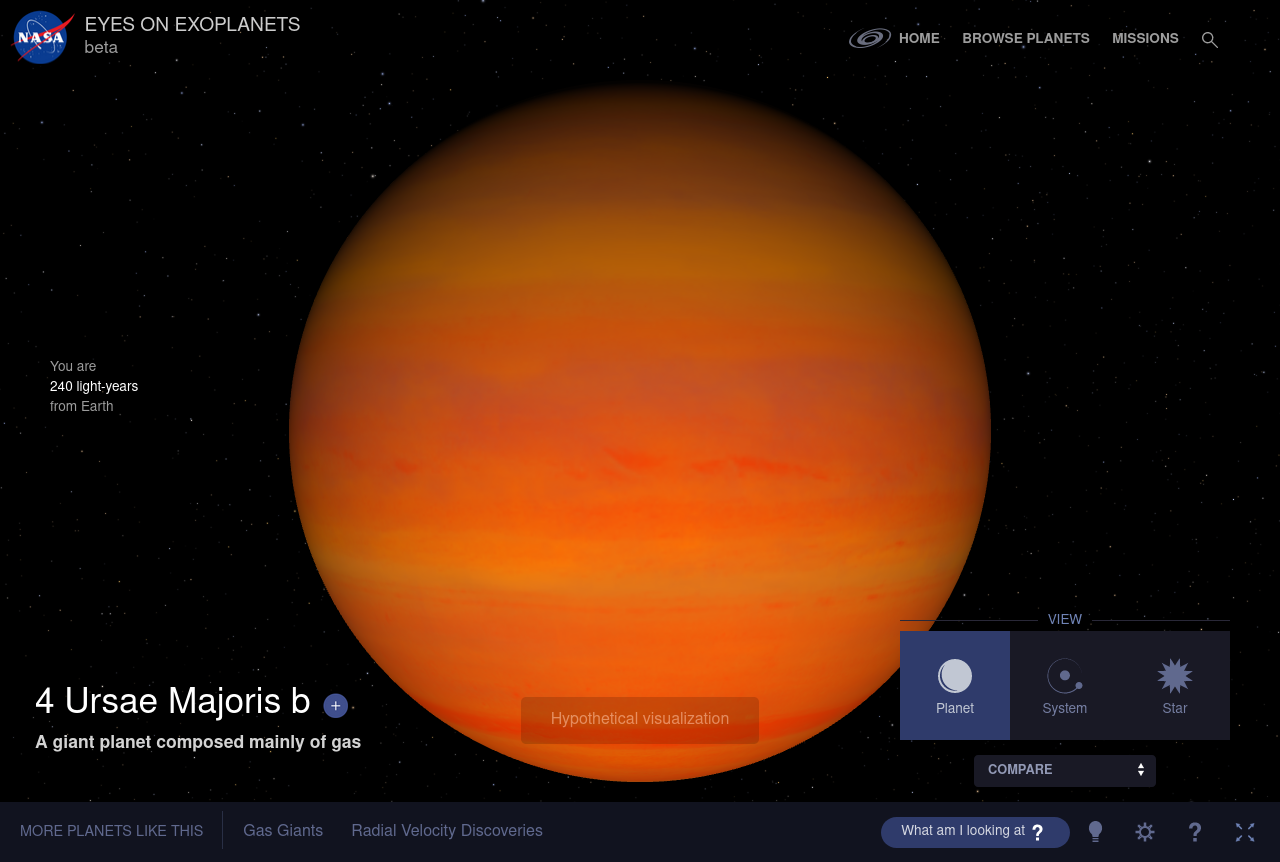 NASA
EYES ON EXOPLANETS
beta
HOME
BROWSE PLANETS
MISSIONS
You are
240 light-years
from Earth
4 Ursae Majoris b +
A giant planet composed mainly of gas
Hypothetical visualization
VIEW
Planet
System
Star
COMPARE
MORE PLANETS LIKE THIS
Gas Giants
Radial Velocity Discoveries
What am I looking at ?
?